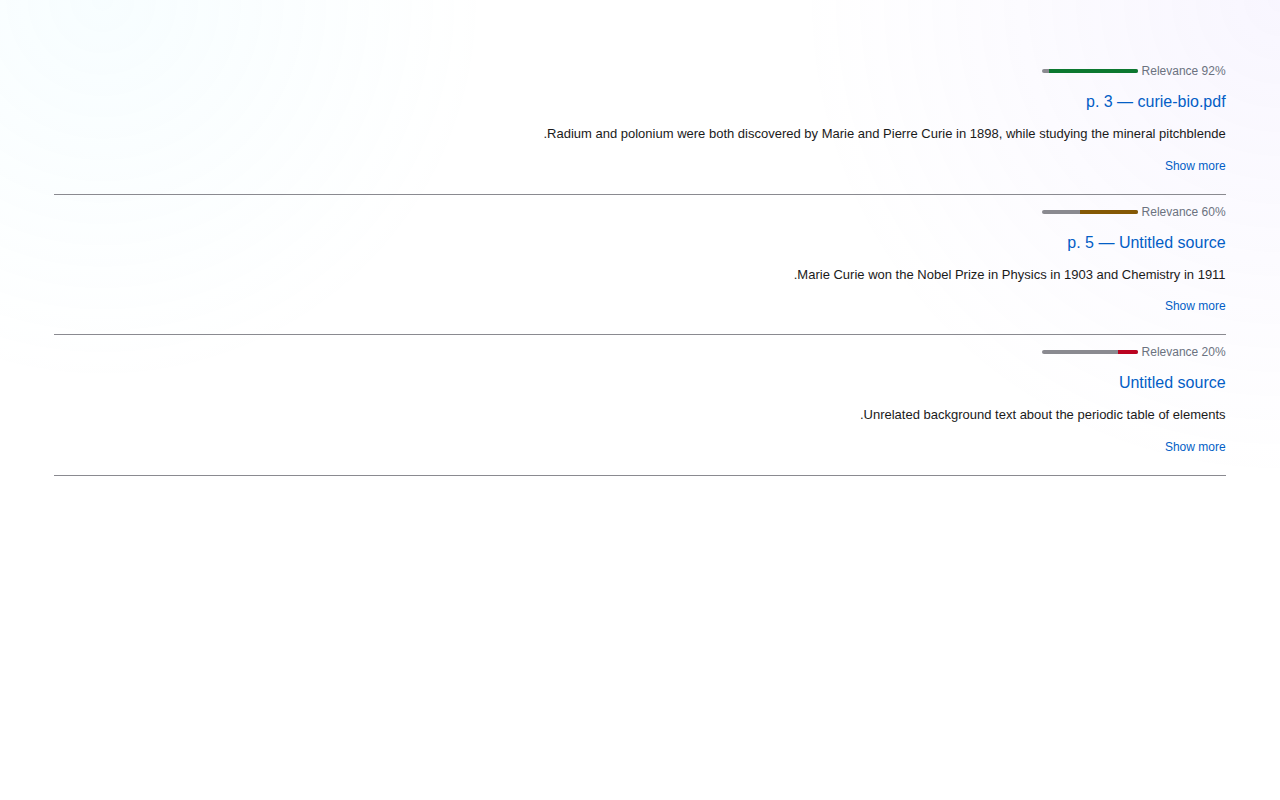 Relevance 92%
p. 3 — curie-bio.pdf
.Radium and polonium were both discovered by Marie and Pierre Curie in 1898, while studying the mineral pitchblende
Show more
Relevance 60%
p. 5 — Untitled source
.Marie Curie won the Nobel Prize in Physics in 1903 and Chemistry in 1911
Show more
Relevance 20%
Untitled source
.Unrelated background text about the periodic table of elements
Show more